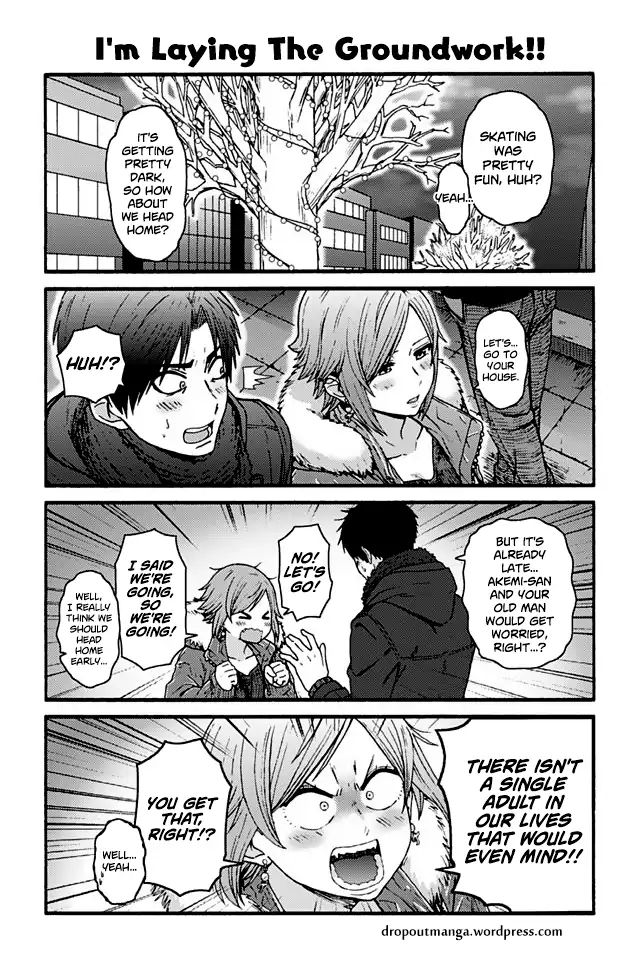 I'm Laying The Groundwork!!
SKATING
WAS
PRETTY
FUN, HUH?
YEAH...
IT'S
GETTING
PRETTY
DARK,
SO HOW
ABOUT
WE HEAD
HOME?
LET'S...
GO TO
YOUR
HOUSE.
HUH!?
BUT IT'S
ALREADY
LATE...
AKEMI-SAN
AND YOUR
OLD MAN
WOULD GET
WORRIED,
RIGHT...?
NO!
LET'S
GO!
I SAID
WE'RE
GOING,
SO WE'RE
GOING!
WELL,
I REALLY
THINK WE
SHOULD
HEAD
HOME
EARLY...
THERE ISN'T
A SINGLE
ADULT IN
OUR LIVES
THAT WOULD
EVEN MIND!!
YOU GET
THAT,
RIGHT!?
WELL...
YEAH...
dropoutmanga.wordpress.com